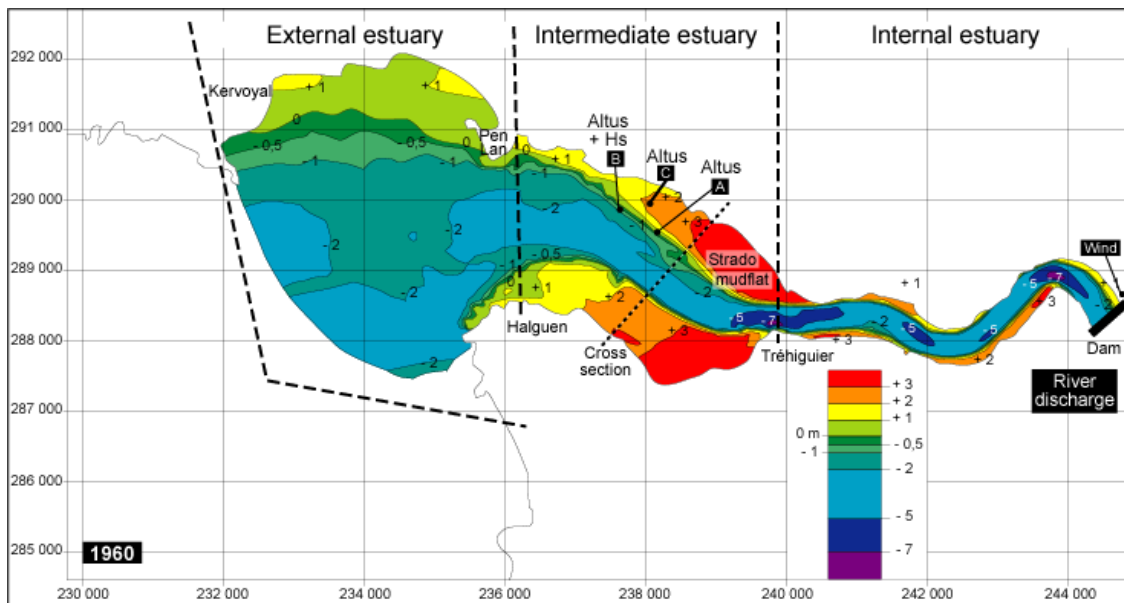 External estuary
Intermediate estuary
Internal estuary
292 000
291 000
290 000
289 000
288 000
287 000
286 000
285 000
Kervoyal
+ 1
+ 1
0
- 0,5
- 0,5
0
- 1
- 1
Pen
Lan
0
+ 1
- 1
Altus
+ Hs
B
Altus
C
Altus
A
+ 2
+ 3
- 2
- 1
- 2
- 2
- 2
- 2
- 1
- 0,5
0
+ 1
Strado
mudflat
- 2
+ 2
+ 3
- 5
- 7
Halguen
Cross
section
Tréhiguier
+ 1
- 2
- 5
+ 3
- 5
+ 2
- 5
- 7
+ 3
Wind
- 2
Dam
River
discharge
+ 3
+ 2
+ 1
0 m
- 0,5
- 1
- 2
- 5
- 7
1960
230 000
232 000
234 000
236 000
238 000
240 000
242 000
244 000